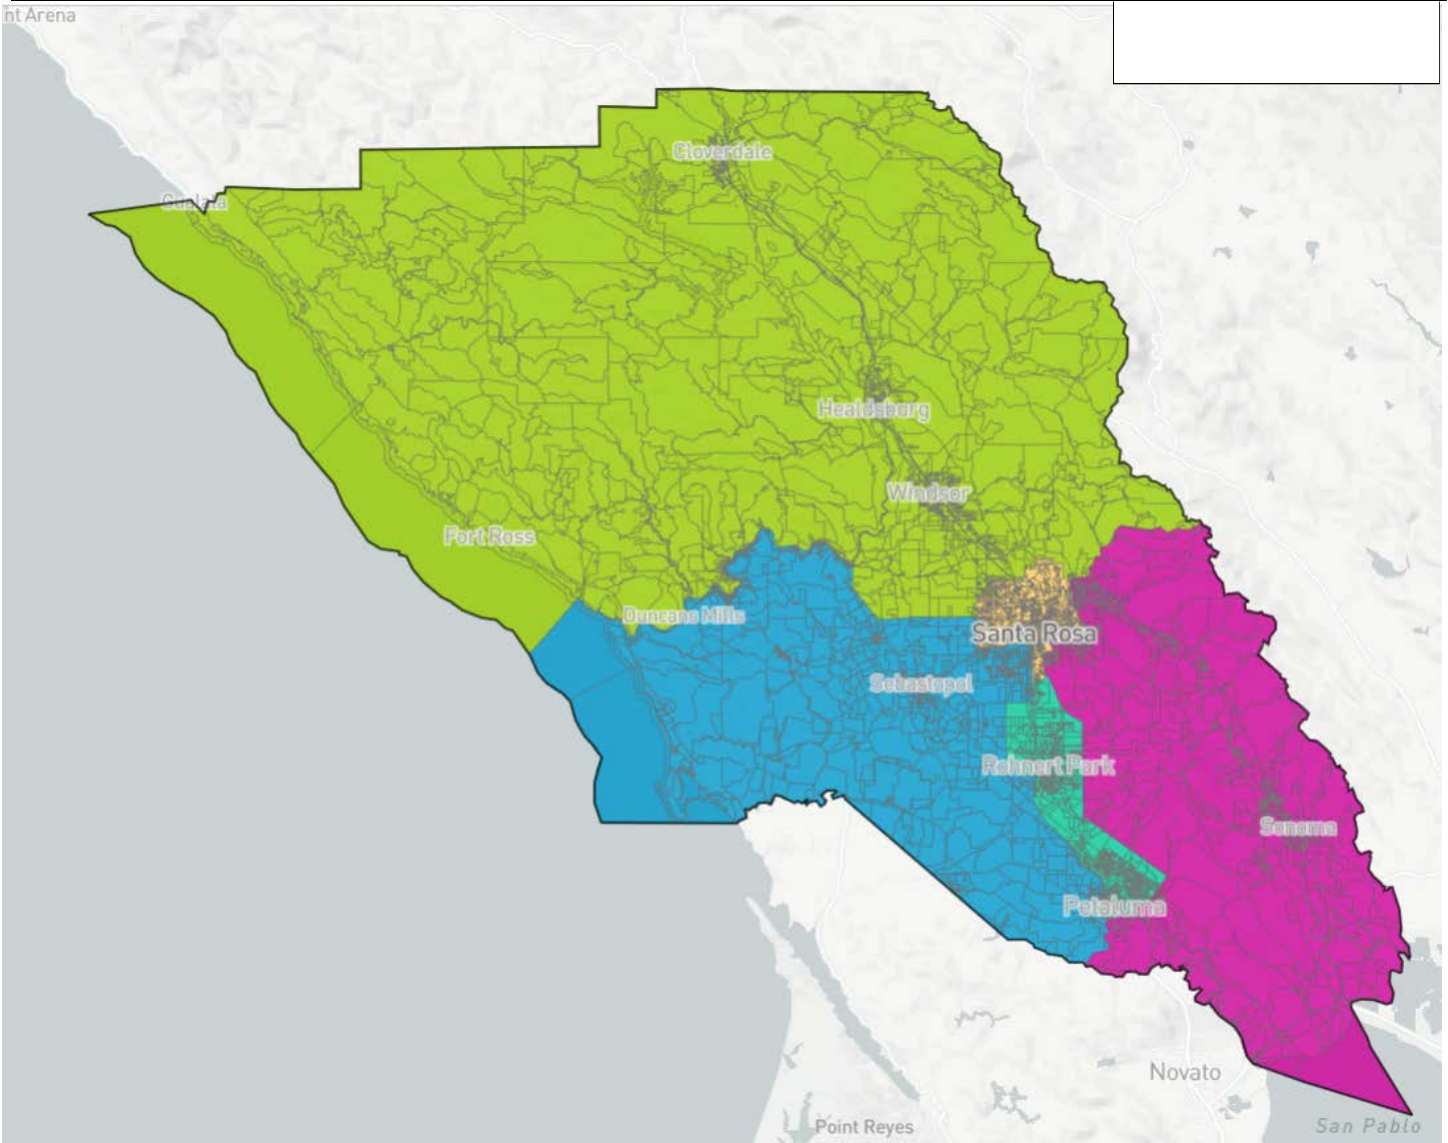 nt Arena
Cloverdale
Gualala
Healdsburg
Windsor
Fort Ross
Duncans Mills
Santa Rosa
Sebastopol
Rohnert Park
Sonoma
Petaluma
Novato
Point Reyes
San Pablo